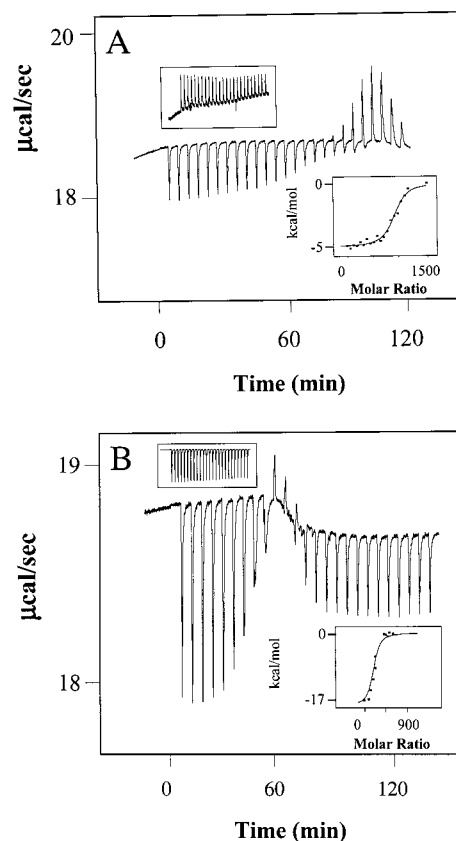 A
20
18
μcal/sec
kcal/mol
0
-5
0
1500
Molar Ratio
0
60
120
Time (min)
B
19
18
μcal/sec
kcal/mol
0
-17
0
900
Molar Ratio
0
60
120
Time (min)